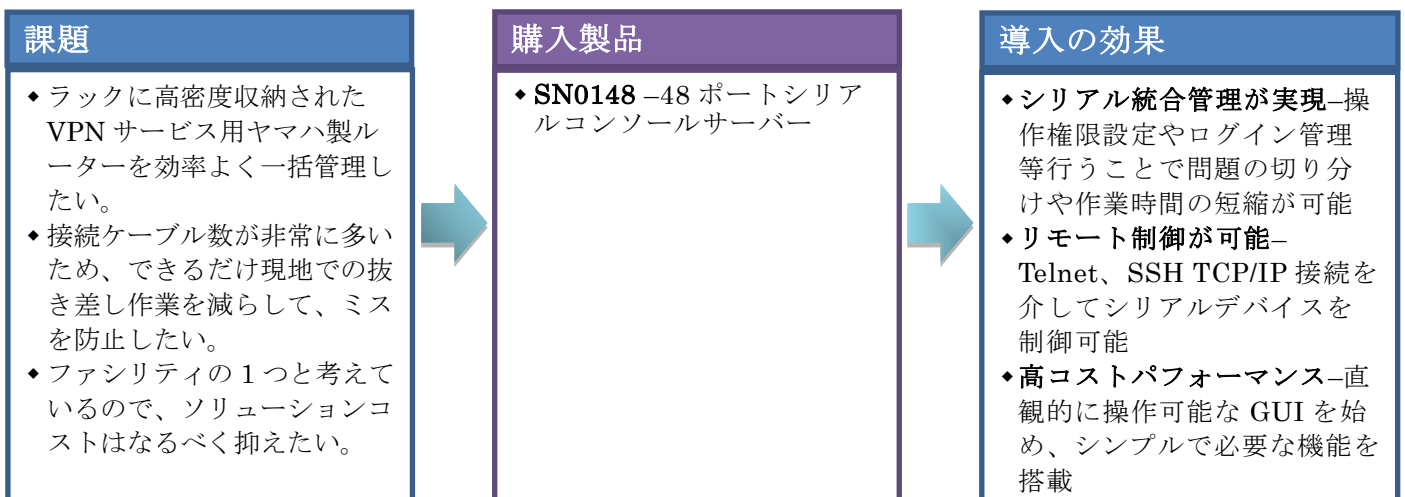 課題
◆ラックに高密度収納された
VPN サービス用ヤマハ製ル
ーターを効率よく一括管理し
たい。
◆接続ケーブル数が非常に多い
ため、できるだけ現地での抜
き差し作業を減らして、ミス
を防止したい。
◆ファシリティの 1 つと考えて
いるので、ソリューションコ
ストはなるべく抑えたい。
購入製品
◆SN0148 –48 ポートシリア
ルコンソールサーバー
導入の効果
◆シリアル統合管理が実現–操
作権限設定やログイン管理
等行うことで問題の切り分
けや作業時間の短縮が可能
◆リモート制御が可能–
Telnet、SSH TCP/IP 接続を
介してシリアルデバイスを
制御可能
◆高コストパフォーマンス–直
観的に操作可能な GUI を始
め、シンプルで必要な機能を
搭載